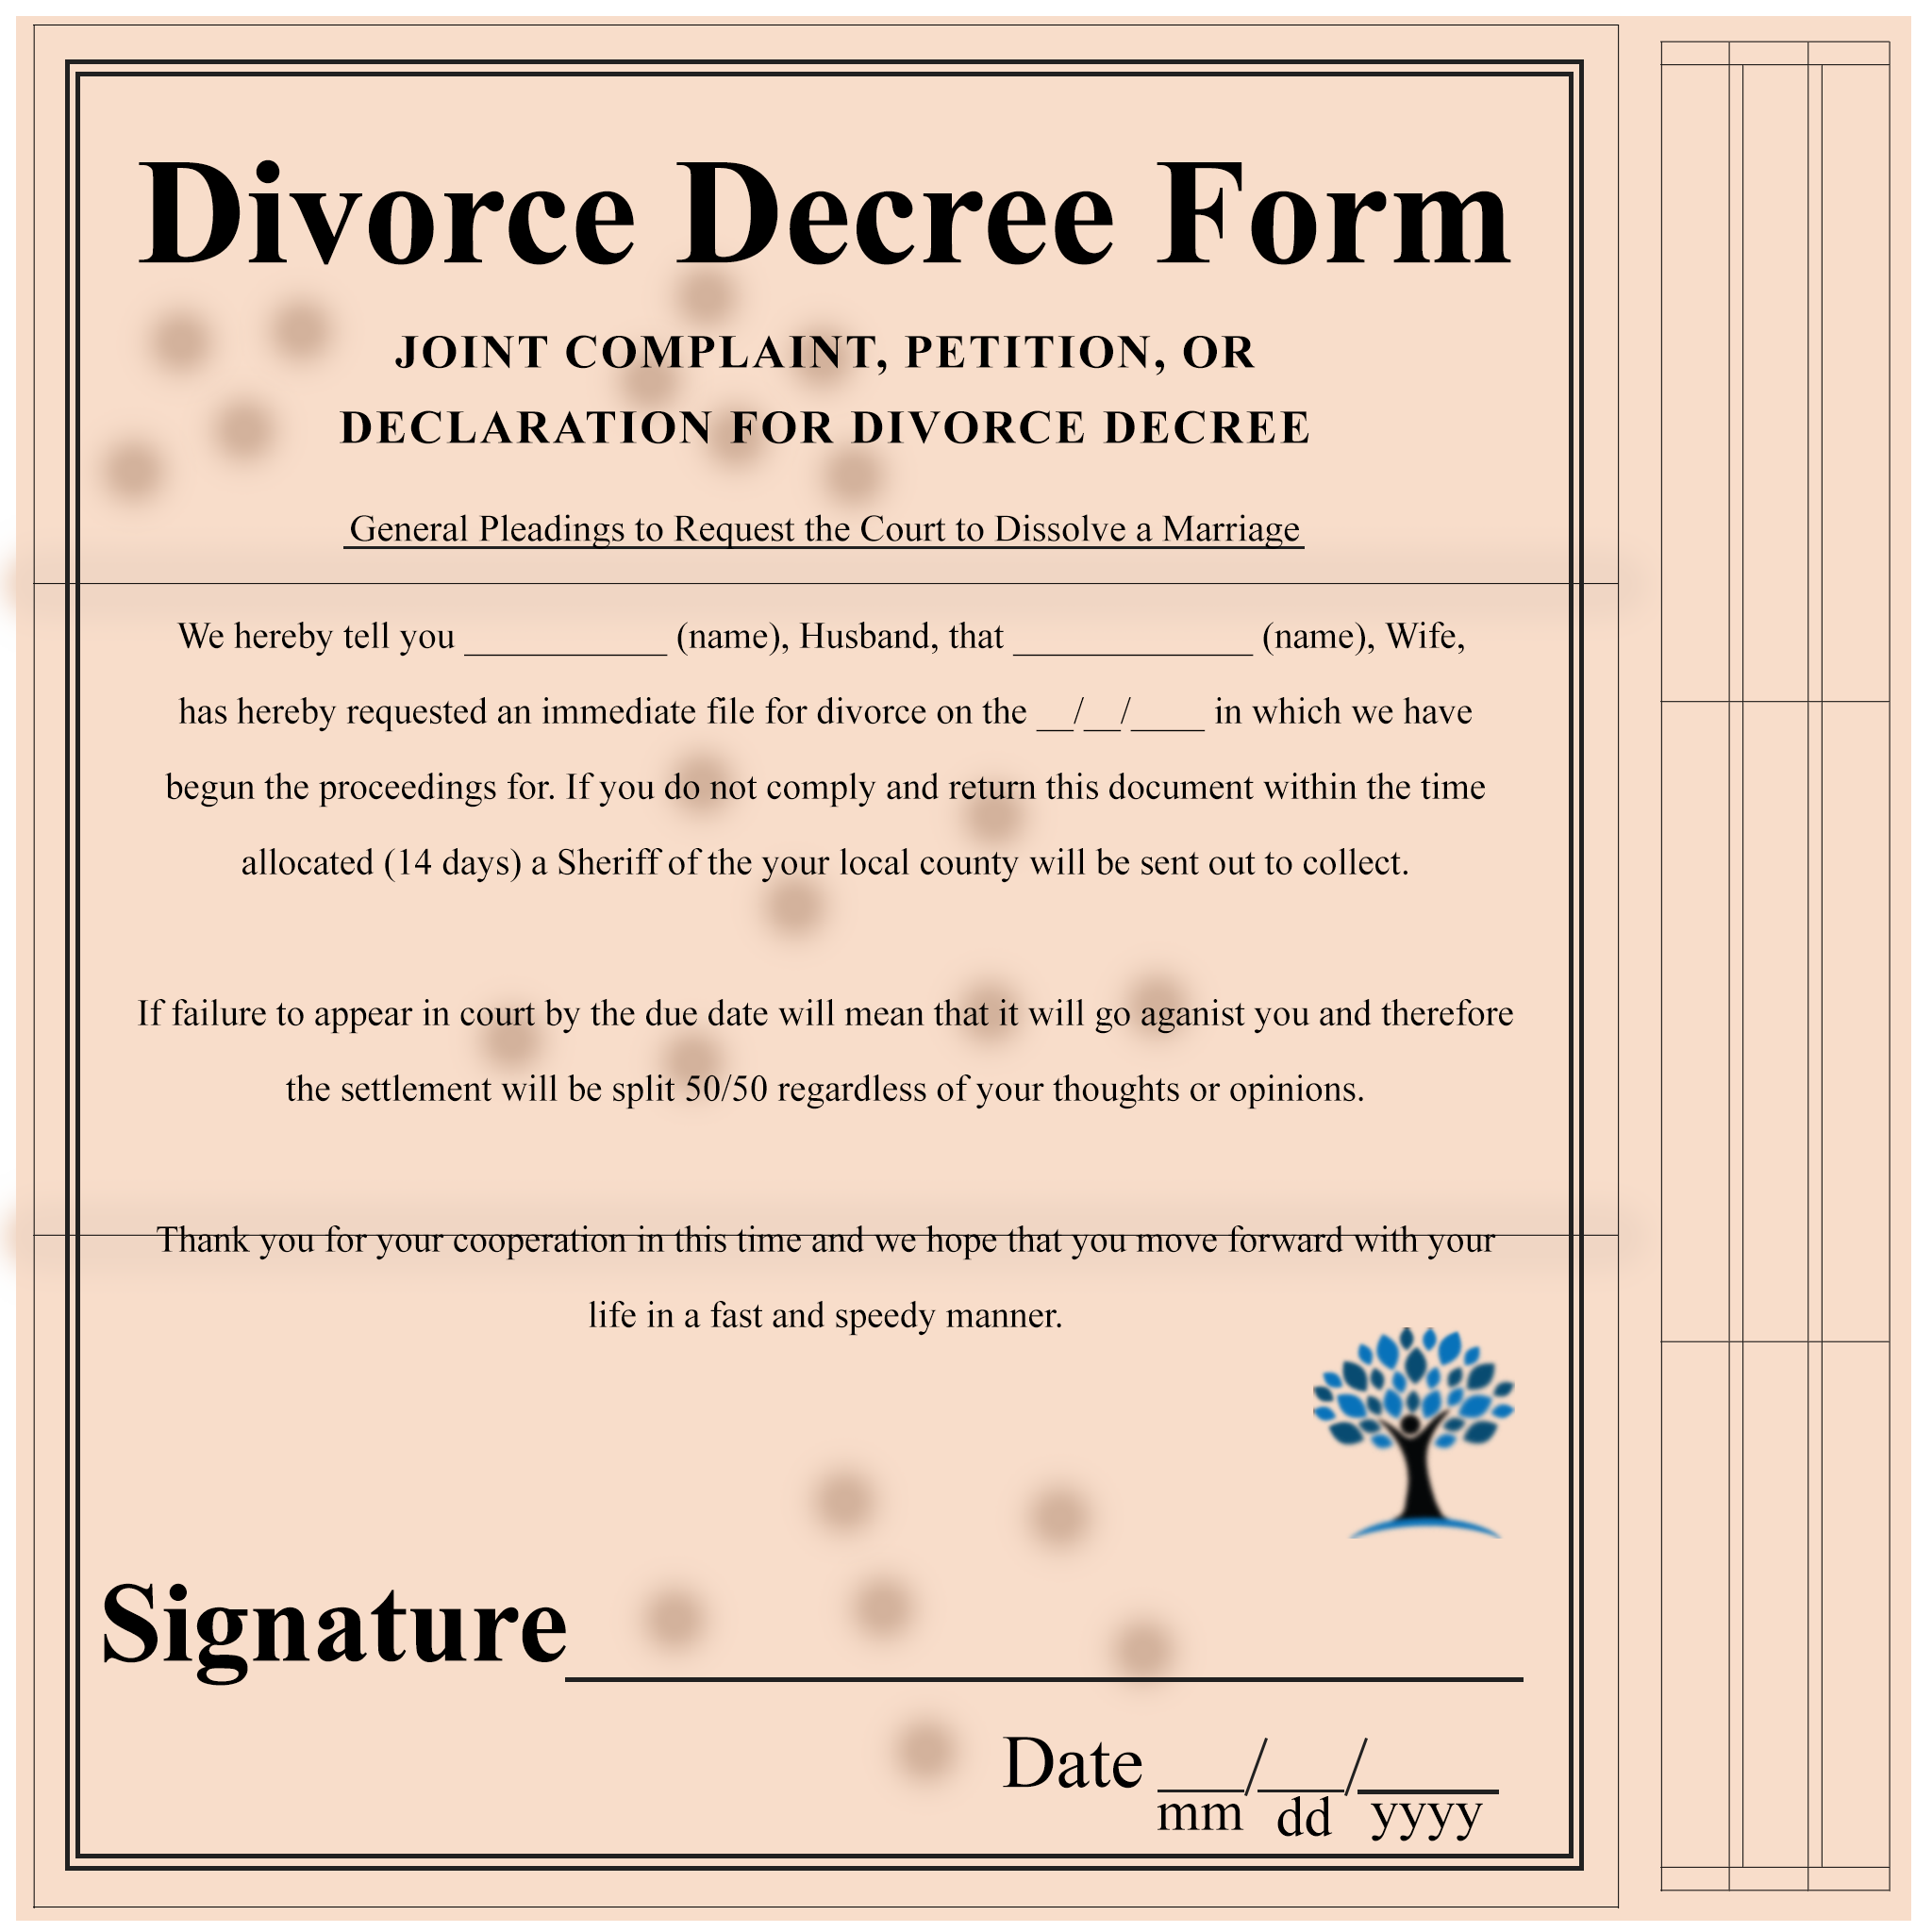 Divorce Decree Form
JOINT COMPLAINT, PETITION, OR
DECLARATION FOR DIVORCE DECREE
General Pleadings to Request the Court to Dissolve a Marriage
We hereby tell you ___________ (name), Husband, that _____________ (name), Wife,
has hereby requested an immediate file for divorce on the __/__/____ in which we have
begun the proceedings for. If you do not comply and return this document within the time
allocated (14 days) a Sheriff of the your local county will be sent out to collect.
If failure to appear in court by the due date will mean that it will go aganist you and therefore
the settlement will be split 50/50 regardless of your thoughts or opinions.
Thank you for your cooperation in this time and we hope that you move forward with your
life in a fast and speedy manner.
Signature
Date __/__/____
mm dd yyyy